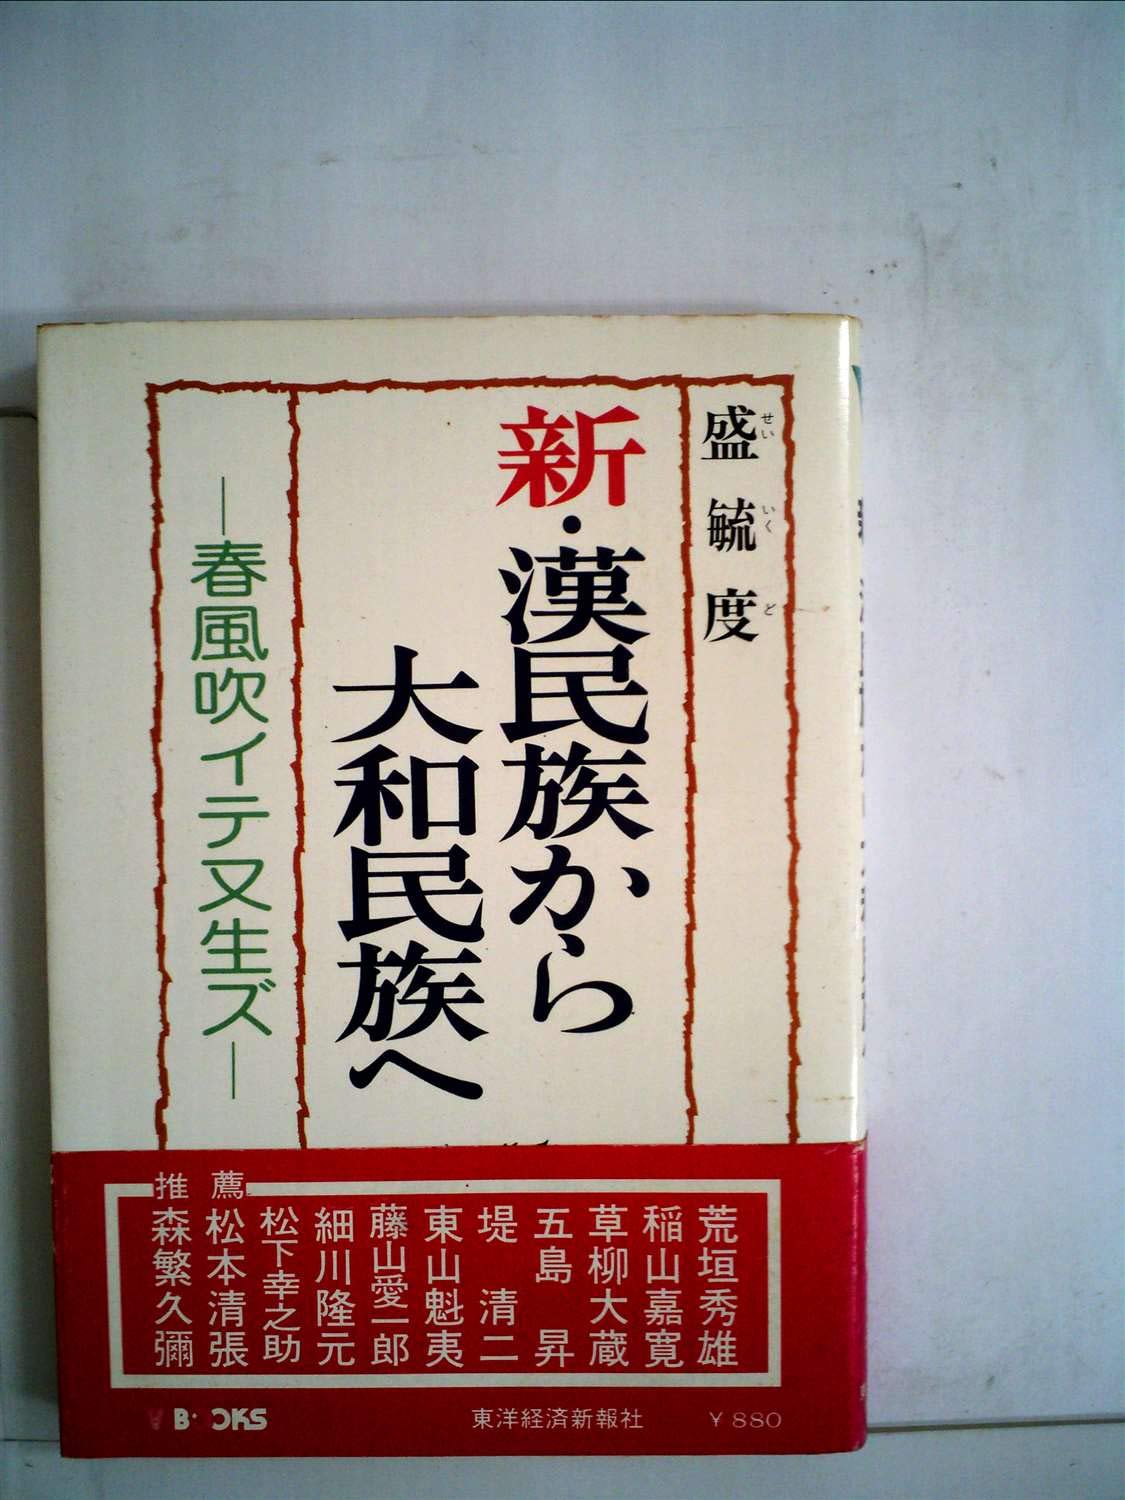 盛毓度
せいいくど
新・漢民族から
大和民族へ
―春風吹イテ又生ズ―
推薦
荒垣秀雄
稲山嘉寛
草柳大蔵
五島昇
堤清二
東山魁夷
藤山愛一郎
細川隆元
松下幸之助
松本清張
森繁久彌
BOOKS
東洋経済新報社
¥880